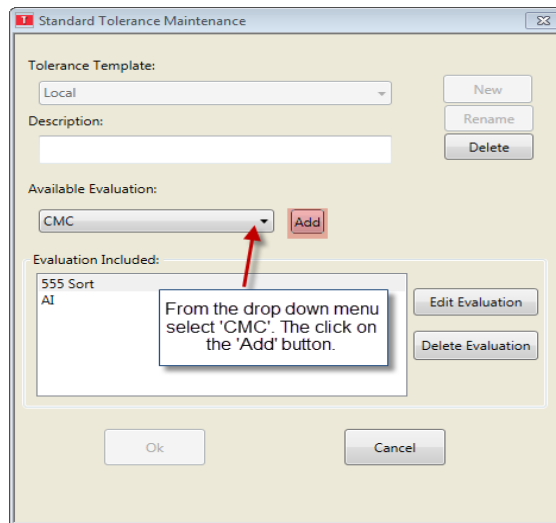 Standard Tolerance Maintenance
Tolerance Template:
Local
New
Rename
Description:
Delete
Available Evaluation:
CMC
Add
Evaluation Included:
555 Sort
AI
From the drop down menu
select 'CMC'. The click on
the 'Add' button.
Edit Evaluation
Delete Evaluation
Ok
Cancel